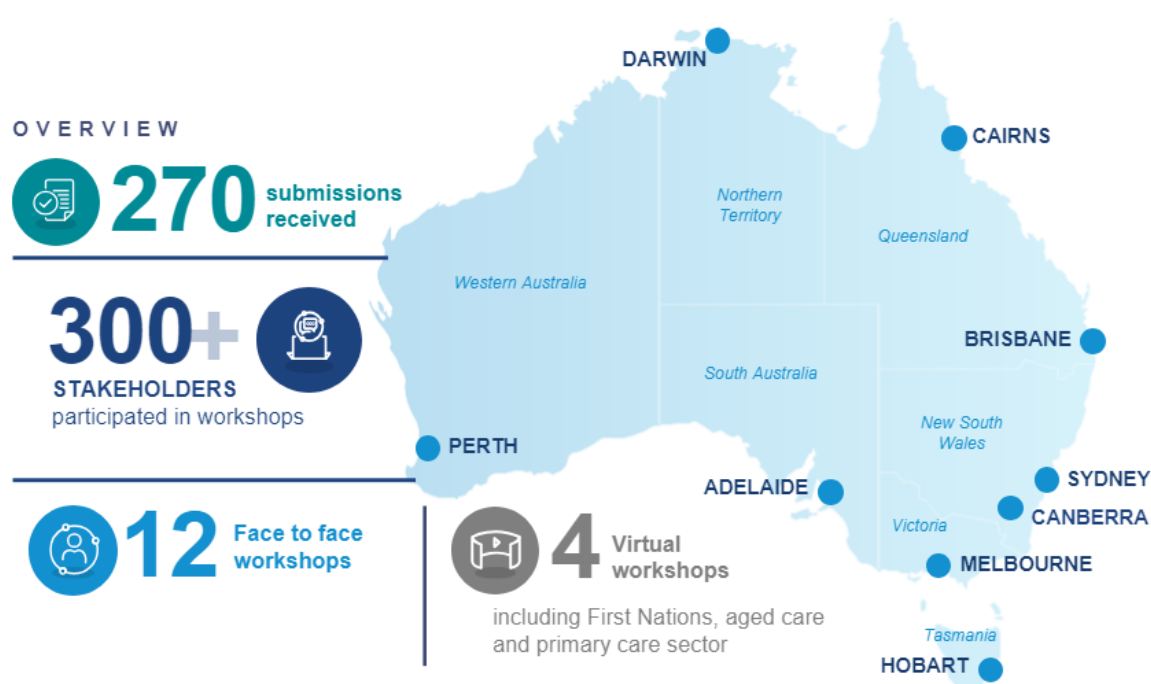 OVERVIEW
270
submissions
received
300+
STAKEHOLDERS
participated in workshops
12
Face to face
workshops
4
Virtual
workshops
including First Nations, aged care
and primary care sector
DARWIN
CAIRNS
Northern
Territory
Queensland
Western Australia
BRISBANE
South Australia
New South
Wales
PERTH
SYDNEY
ADELAIDE
CANBERRA
Victoria
MELBOURNE
Tasmania
HOBART